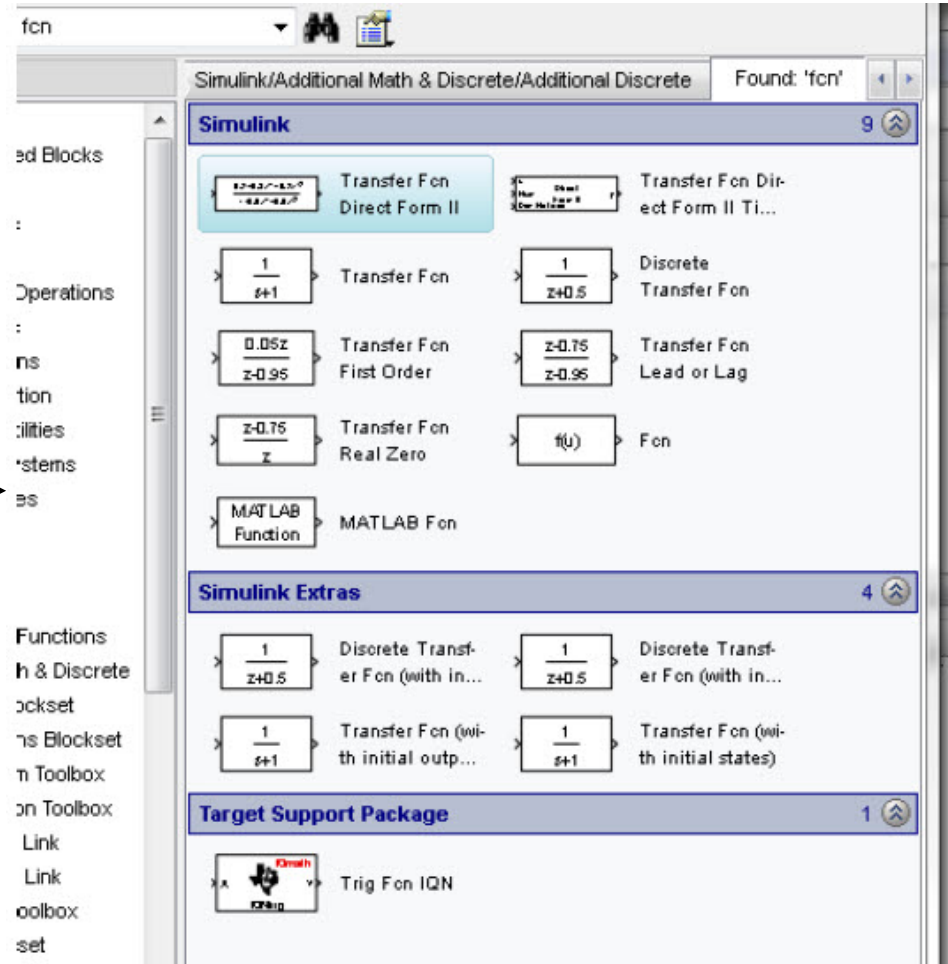 fcn
Simulink/Additional Math & Discrete/Additional Discrete
Found: 'fcn'
ed Blocks
Operations
ns
tion
ilities
stems
es
Functions
h & Discrete
ockset
ns Blockset
m Toolbox
on Toolbox
Link
Link
oolbox
set
Simulink 9
Transfer Fcn
Direct Form II
Direct
Transfer Fcn Dir-
ect Form II Ti...
1
s+1
Transfer Fcn
1
z+0.5
Discrete
Transfer Fcn
0.05z
z-0.95
Transfer Fcn
First Order
z-0.75
z-0.95
Transfer Fcn
Lead or Lag
z-0.75
z
Transfer Fcn
Real Zero
f(u)
Fcn
MATLAB
Function
MATLAB Fcn
Simulink Extras 4
1
z+0.5
Discrete Transf-
er Fcn (with in...
1
z+0.5
Discrete Transf-
er Fcn (with in...
1
s+1
Transfer Fcn (wi-
th initial outp...
1
s+1
Transfer Fcn (wi-
th initial states)
Target Support Package 1
A
IQmath
Y
Trig Fcn IQN